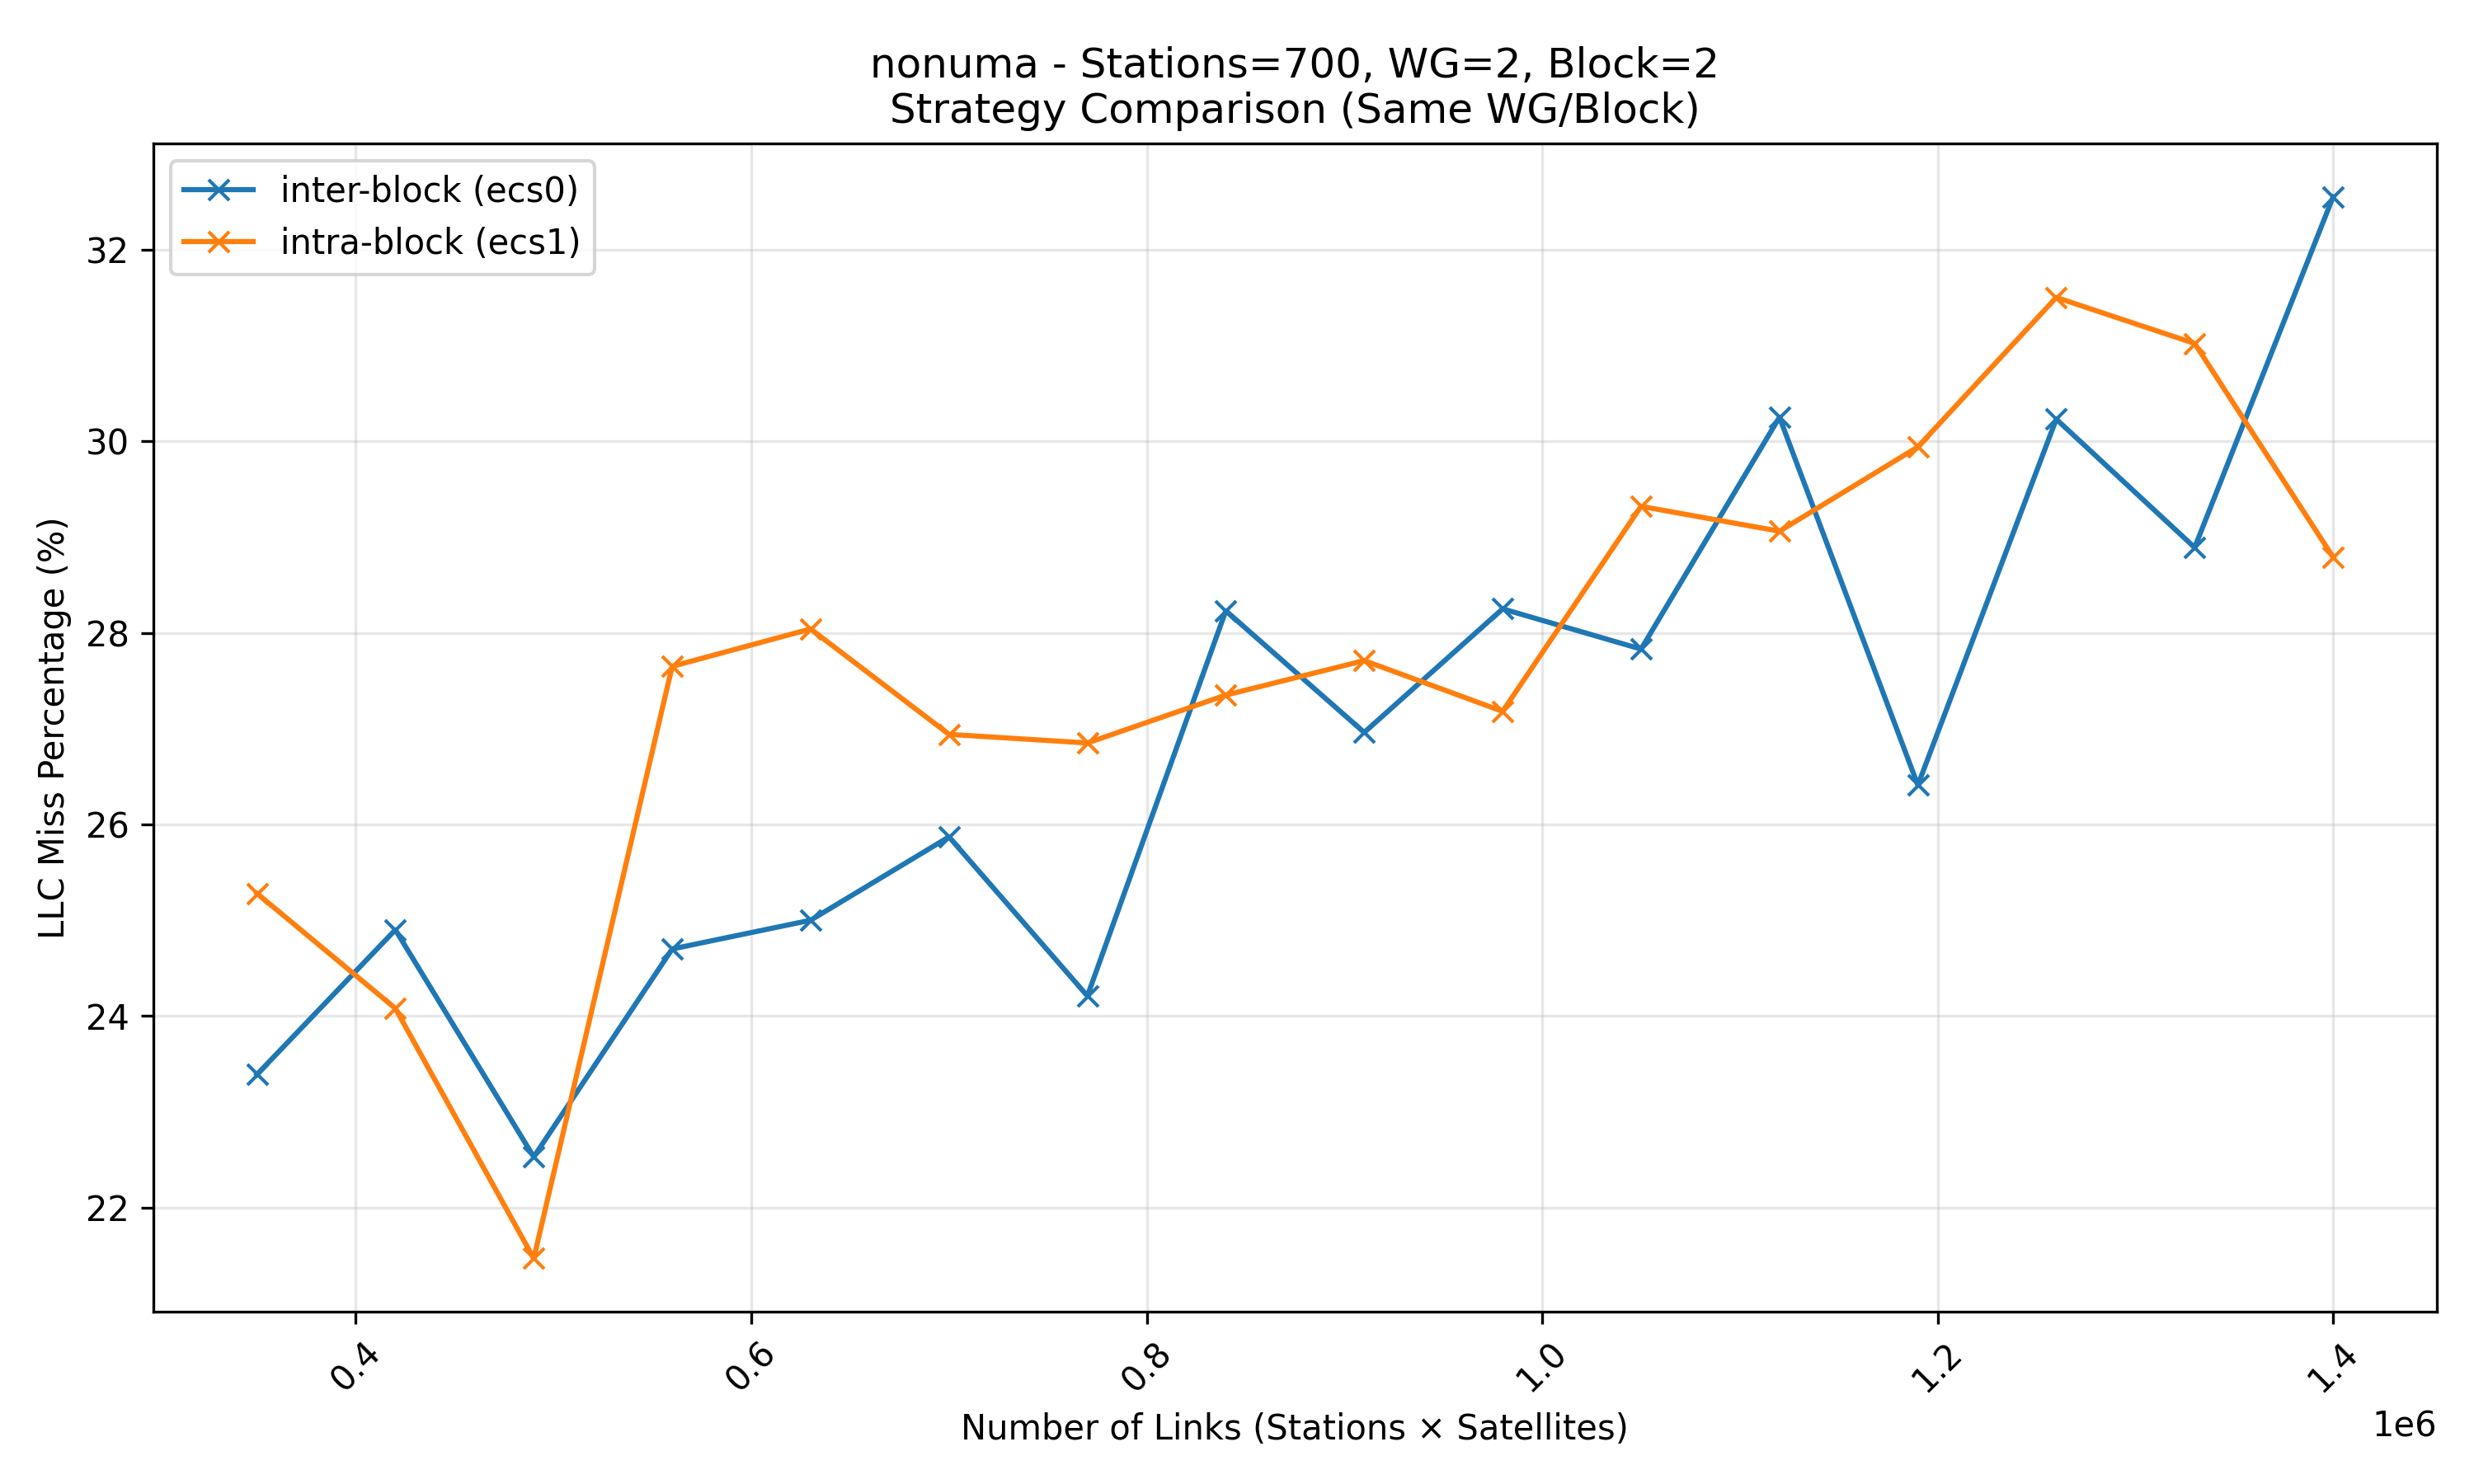 nonuma - Stations=700, WG=2, Block=2
Strategy Comparison (Same WG/Block)
inter-block (ecs0)
intra-block (ecs1)
LLC Miss Percentage (%)
32
30
28
26
24
22
0.4
0.6
0.8
1.0
1.2
1.4
1e6
Number of Links (Stations × Satellites)